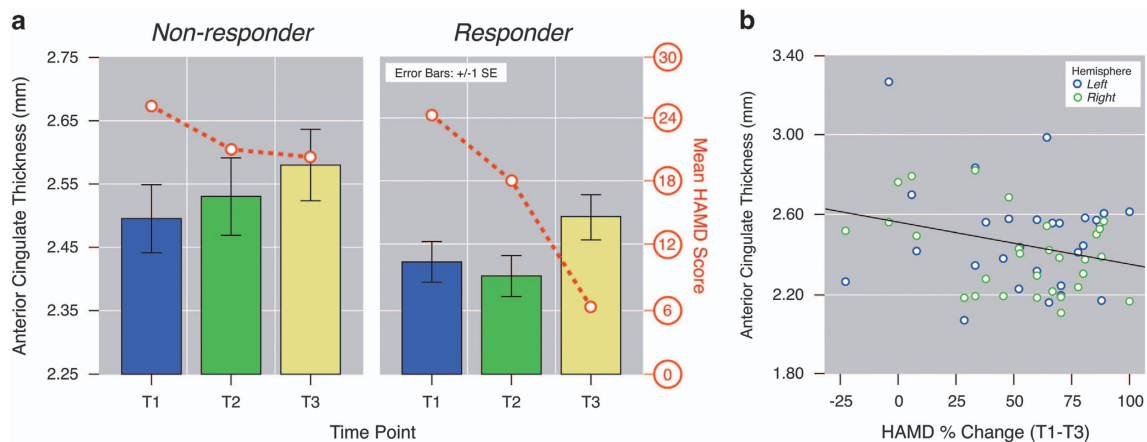 a
Non-responder
Responder
Anterior Cingulate Thickness (mm)
2.75
2.65
2.55
2.45
2.35
2.25
Error Bars: +/-1 SE
30
24
18
12
6
0
Mean HAMD Score
T1 T2 T3
T1 T2 T3
Time Point
b
Anterior Cingulate Thickness (mm)
3.40
3.00
2.60
2.20
1.80
Hemisphere
Left
Right
-25 0 25 50 75 100
HAMD % Change (T1-T3)